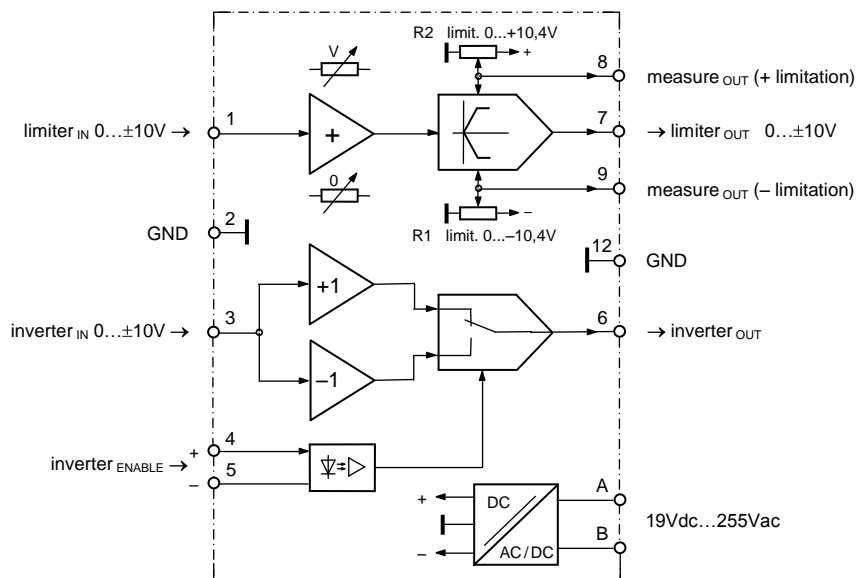 R2 limit. 0...+10,4V
+
V
8
measure OUT (+ limitation)
limiter IN 0...±10V →
1
+
7
→ limiter OUT 0...±10V
0
9
measure OUT (– limitation)
–
R1 limit. 0...–10,4V
GND
2
12
GND
+1
inverter IN 0...±10V →
3
6
→ inverter OUT
–1
+
4
inverter ENABLE →
5
–
+
DC
A
19Vdc...255Vac
–
AC/DC
B